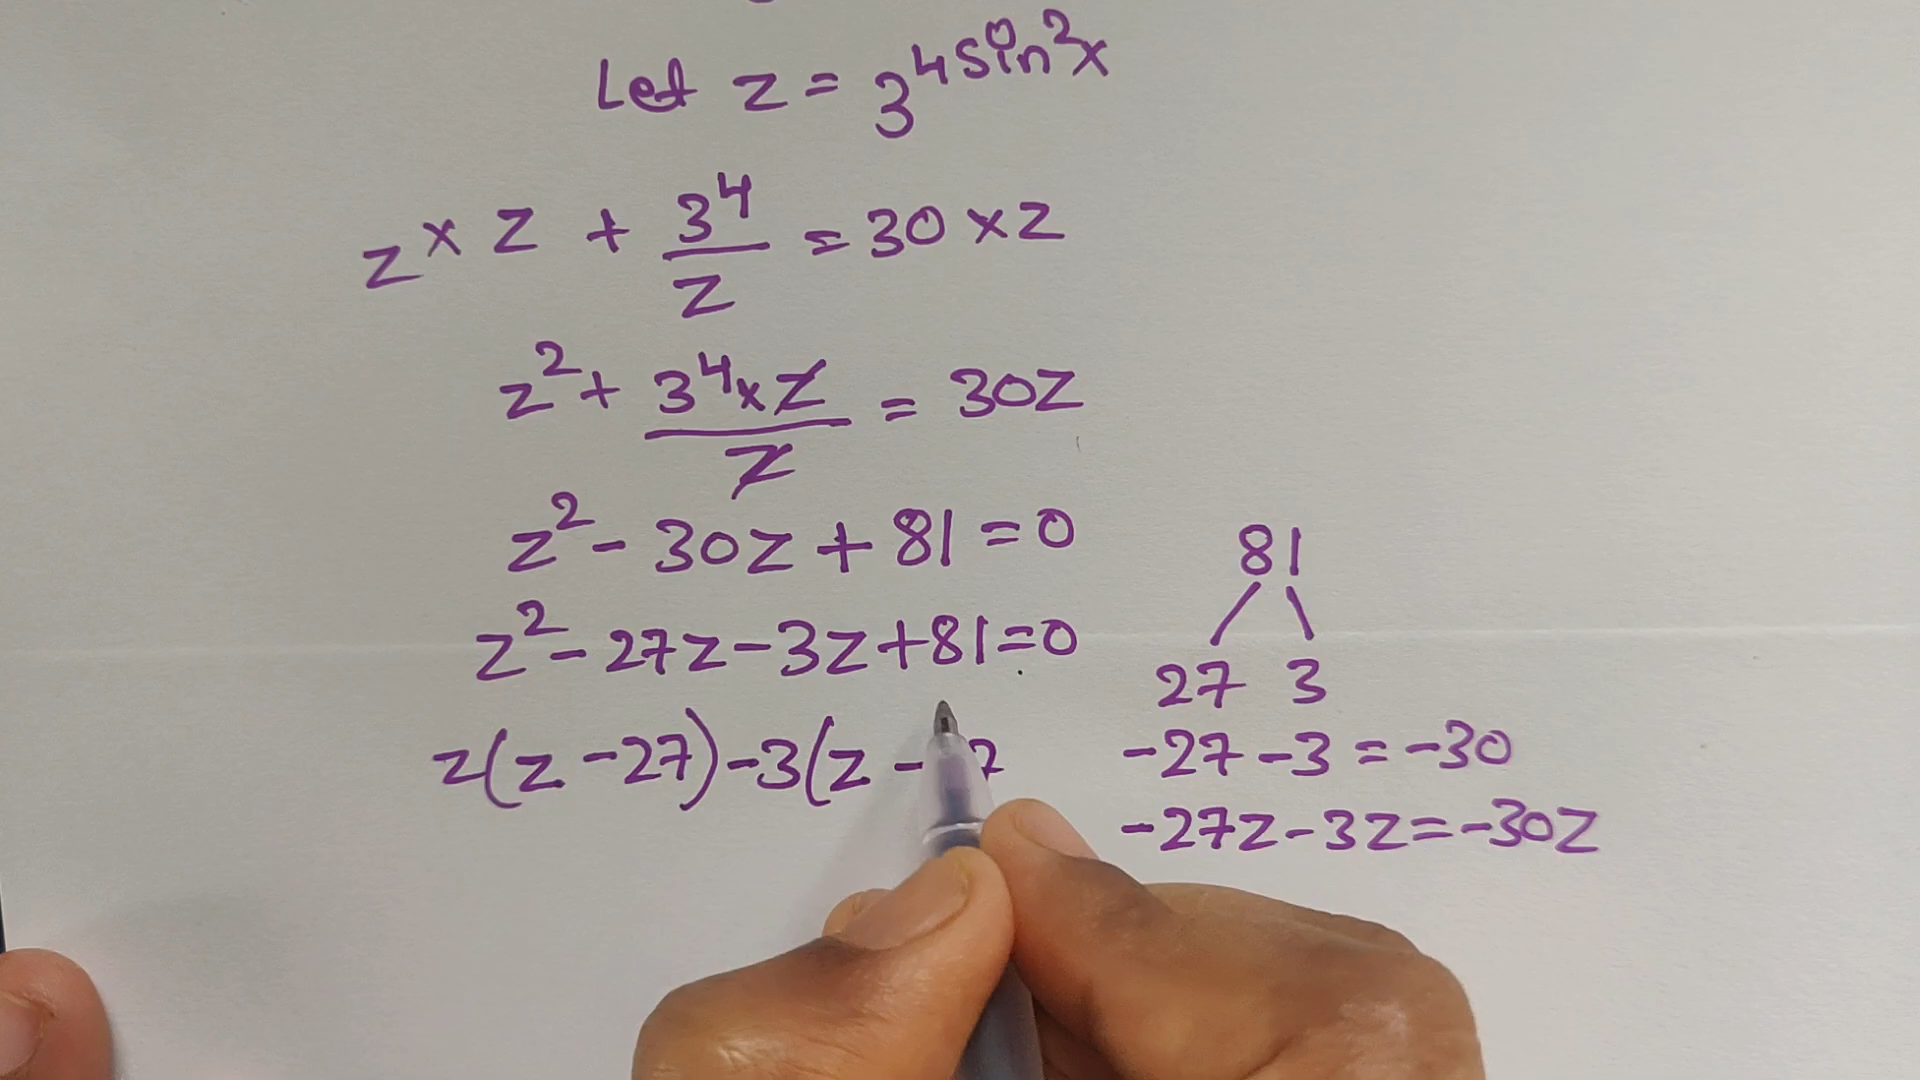 Let z = 3^4sin²x
z × z + 3⁴/z = 30 × z
z² + 3⁴×z/z = 30z
z² - 30z + 81 = 0
z² - 27z - 3z + 81 = 0
z(z - 27) - 3(z -
81
27 3
-27 - 3 = -30
-27z - 3z = -30z